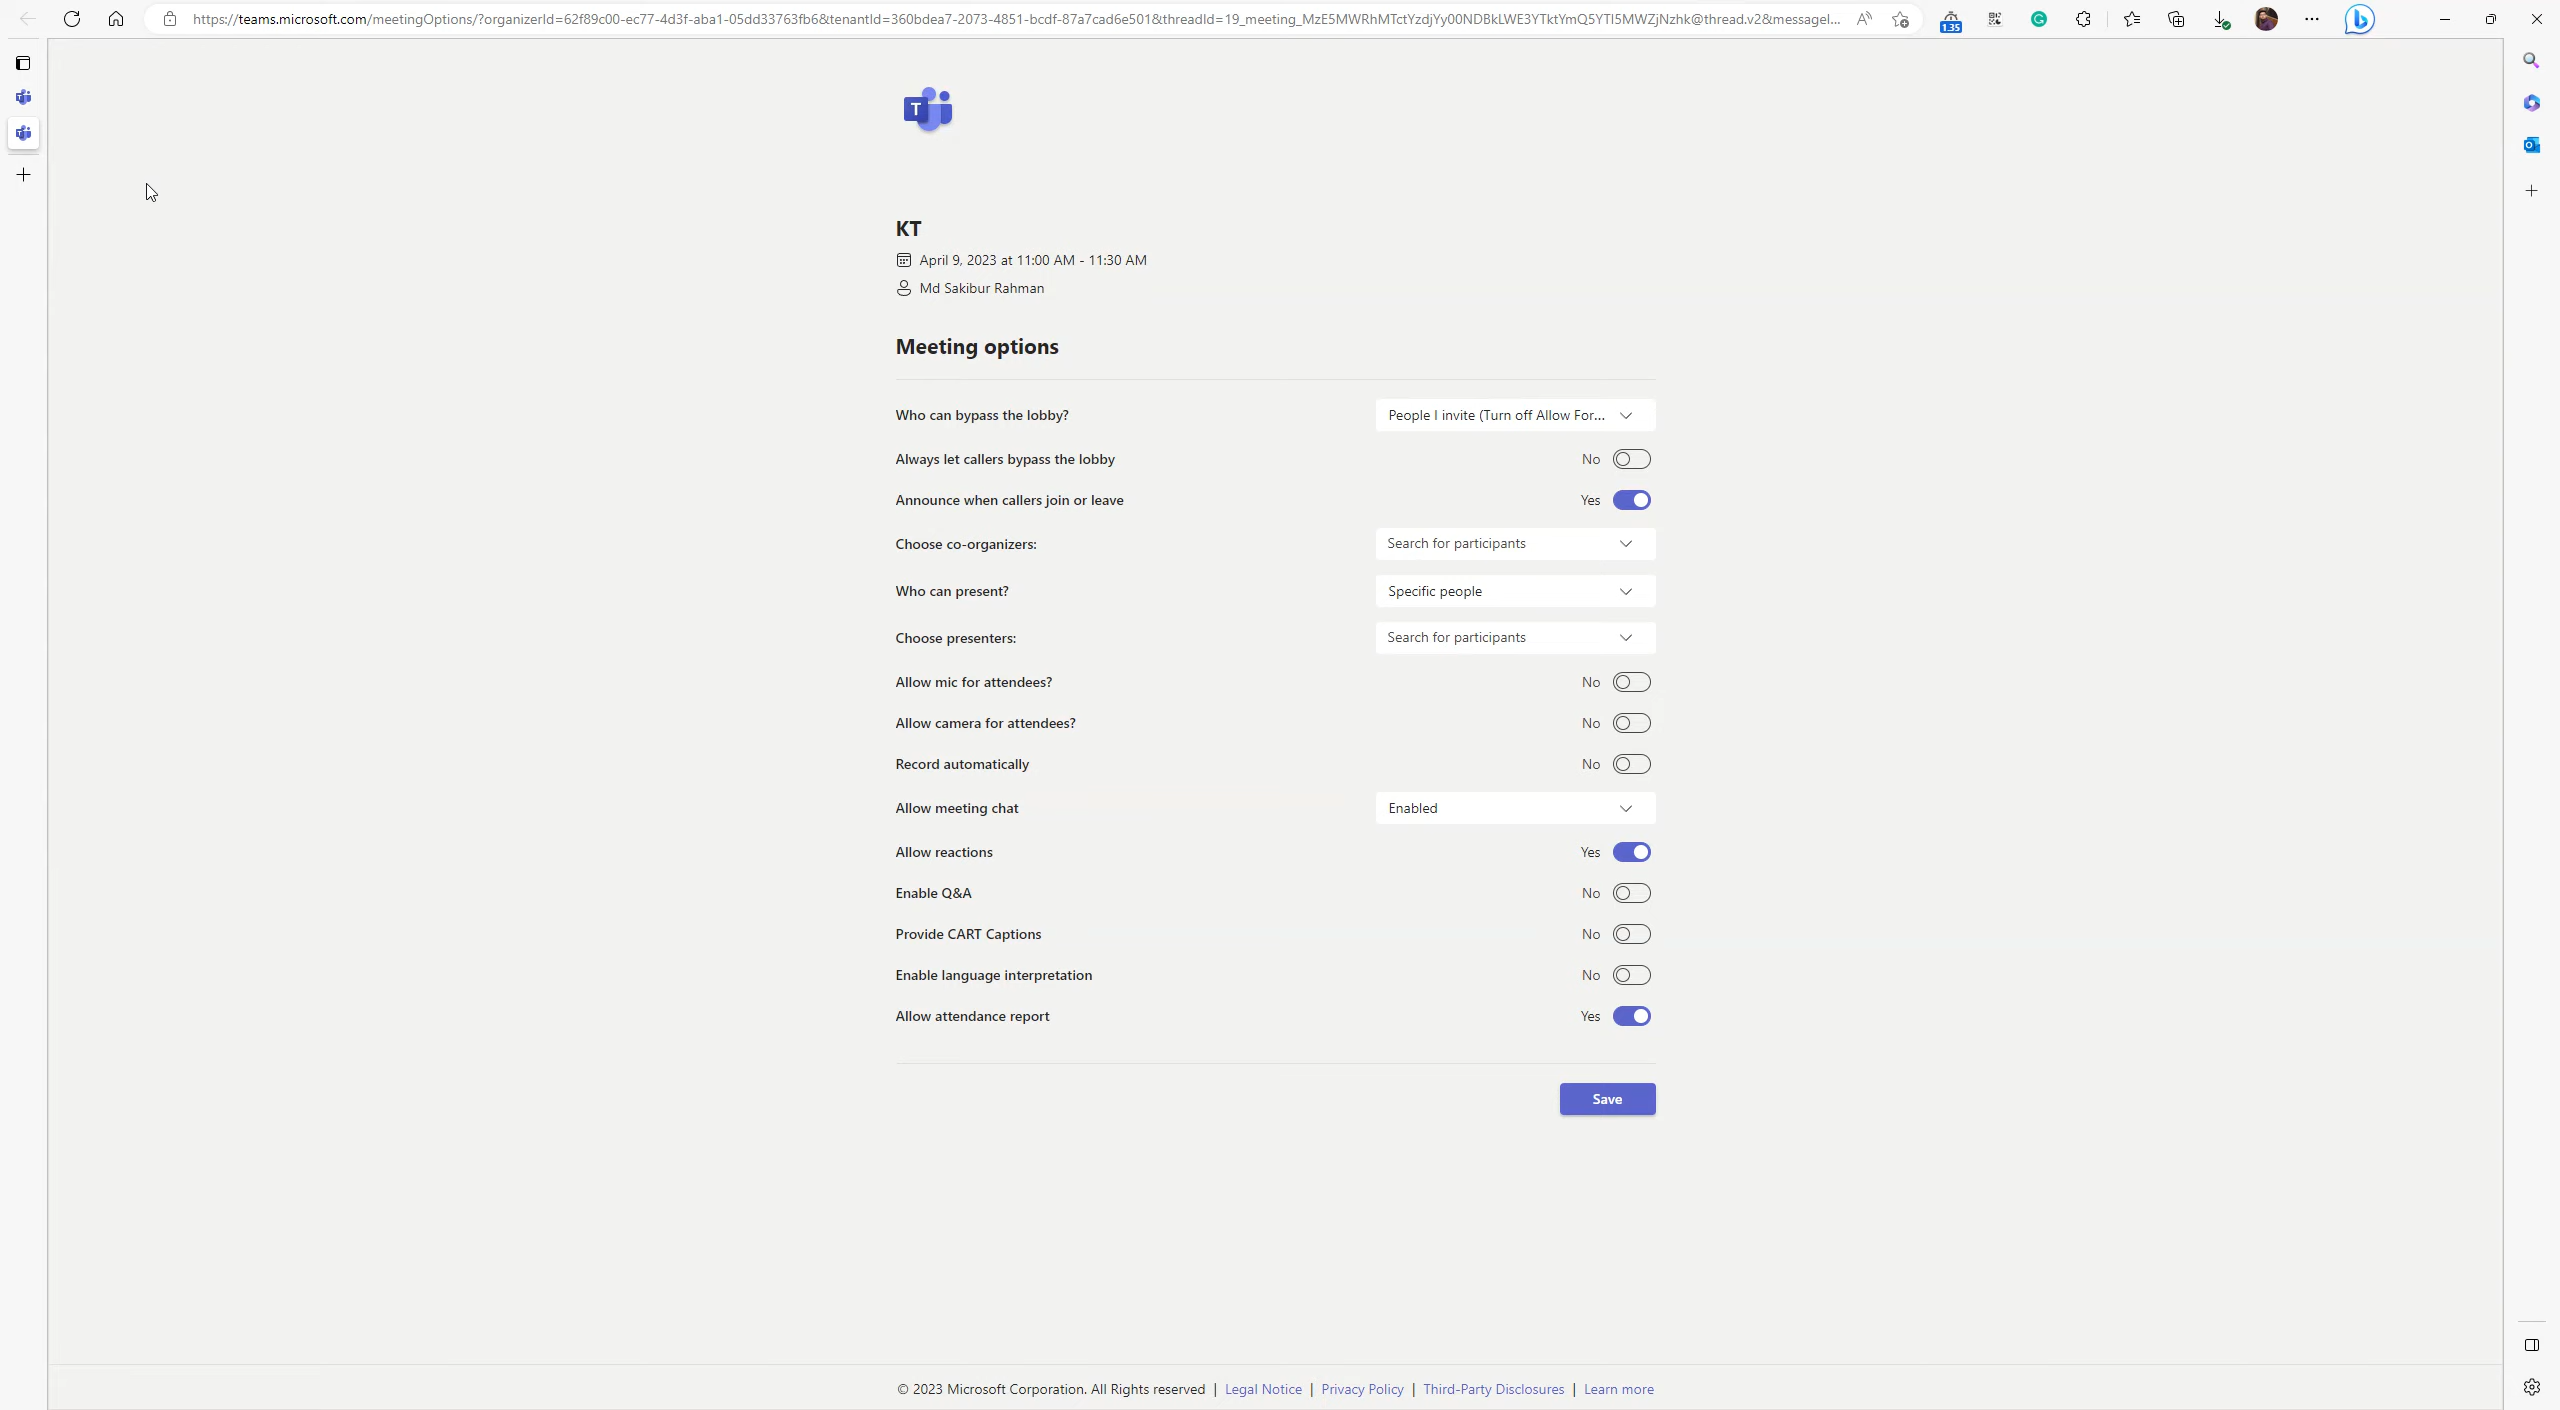 https://teams.microsoft.com/meetingOptions/?organizerId=62f89c00-ec77-4d3f-aba1-05dd33763fb6&tenantId=360bdea7-2073-4851-bcdf-87a7cad6e501&threadId=19_meeting_MzE5MWRhMTctYzdjYy00NDBkLWE3YTktYmQ5YTI5MWZjNzhk@thread.v2&messageI...
1.35
T
KT
April 9, 2023 at 11:00 AM - 11:30 AM
Md Sakibur Rahman
Meeting options
Who can bypass the lobby? People I invite (Turn off Allow For...
Always let callers bypass the lobby No
Announce when callers join or leave Yes
Choose co-organizers: Search for participants
Who can present? Specific people
Choose presenters: Search for participants
Allow mic for attendees? No
Allow camera for attendees? No
Record automatically No
Allow meeting chat Enabled
Allow reactions Yes
Enable Q&A No
Provide CART Captions No
Enable language interpretation No
Allow attendance report Yes
Save
© 2023 Microsoft Corporation. All Rights reserved | Legal Notice | Privacy Policy | Third-Party Disclosures | Learn more